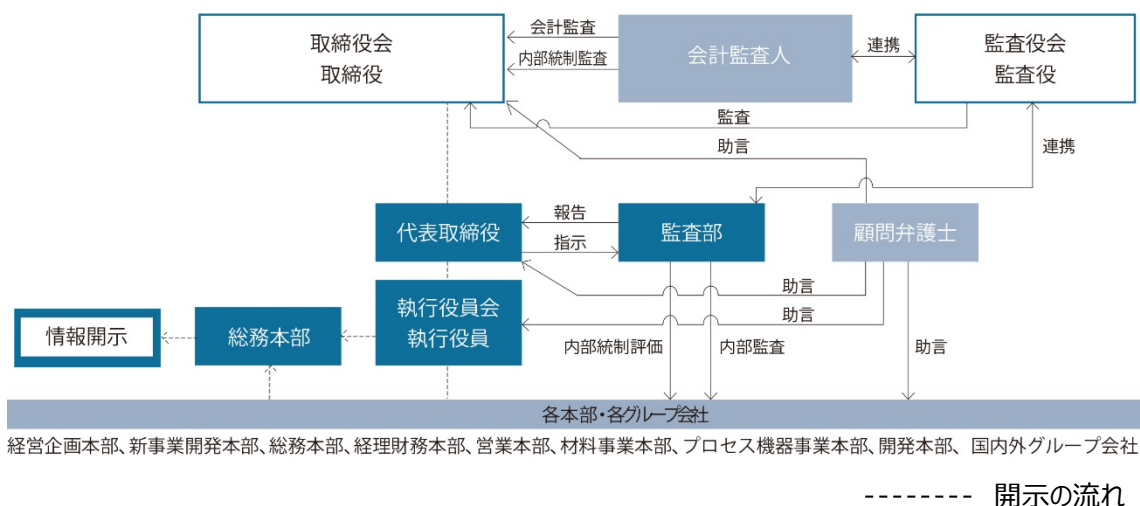 取締役会
取締役
会計監査
内部統制監査
会計監査人
連携
監査役会
監査役
監査
助言
連携
代表取締役
報告
指示
監査部
顧問弁護士
助言
執行役員会
執行役員
助言
情報開示
総務本部
内部統制評価
内部監査
助言
各本部・各グループ会社
経営企画本部、新事業開発本部、総務本部、経理財務本部、営業本部、材料事業本部、プロセス機器事業本部、開発本部、国内外グループ会社
-------- 開示の流れ